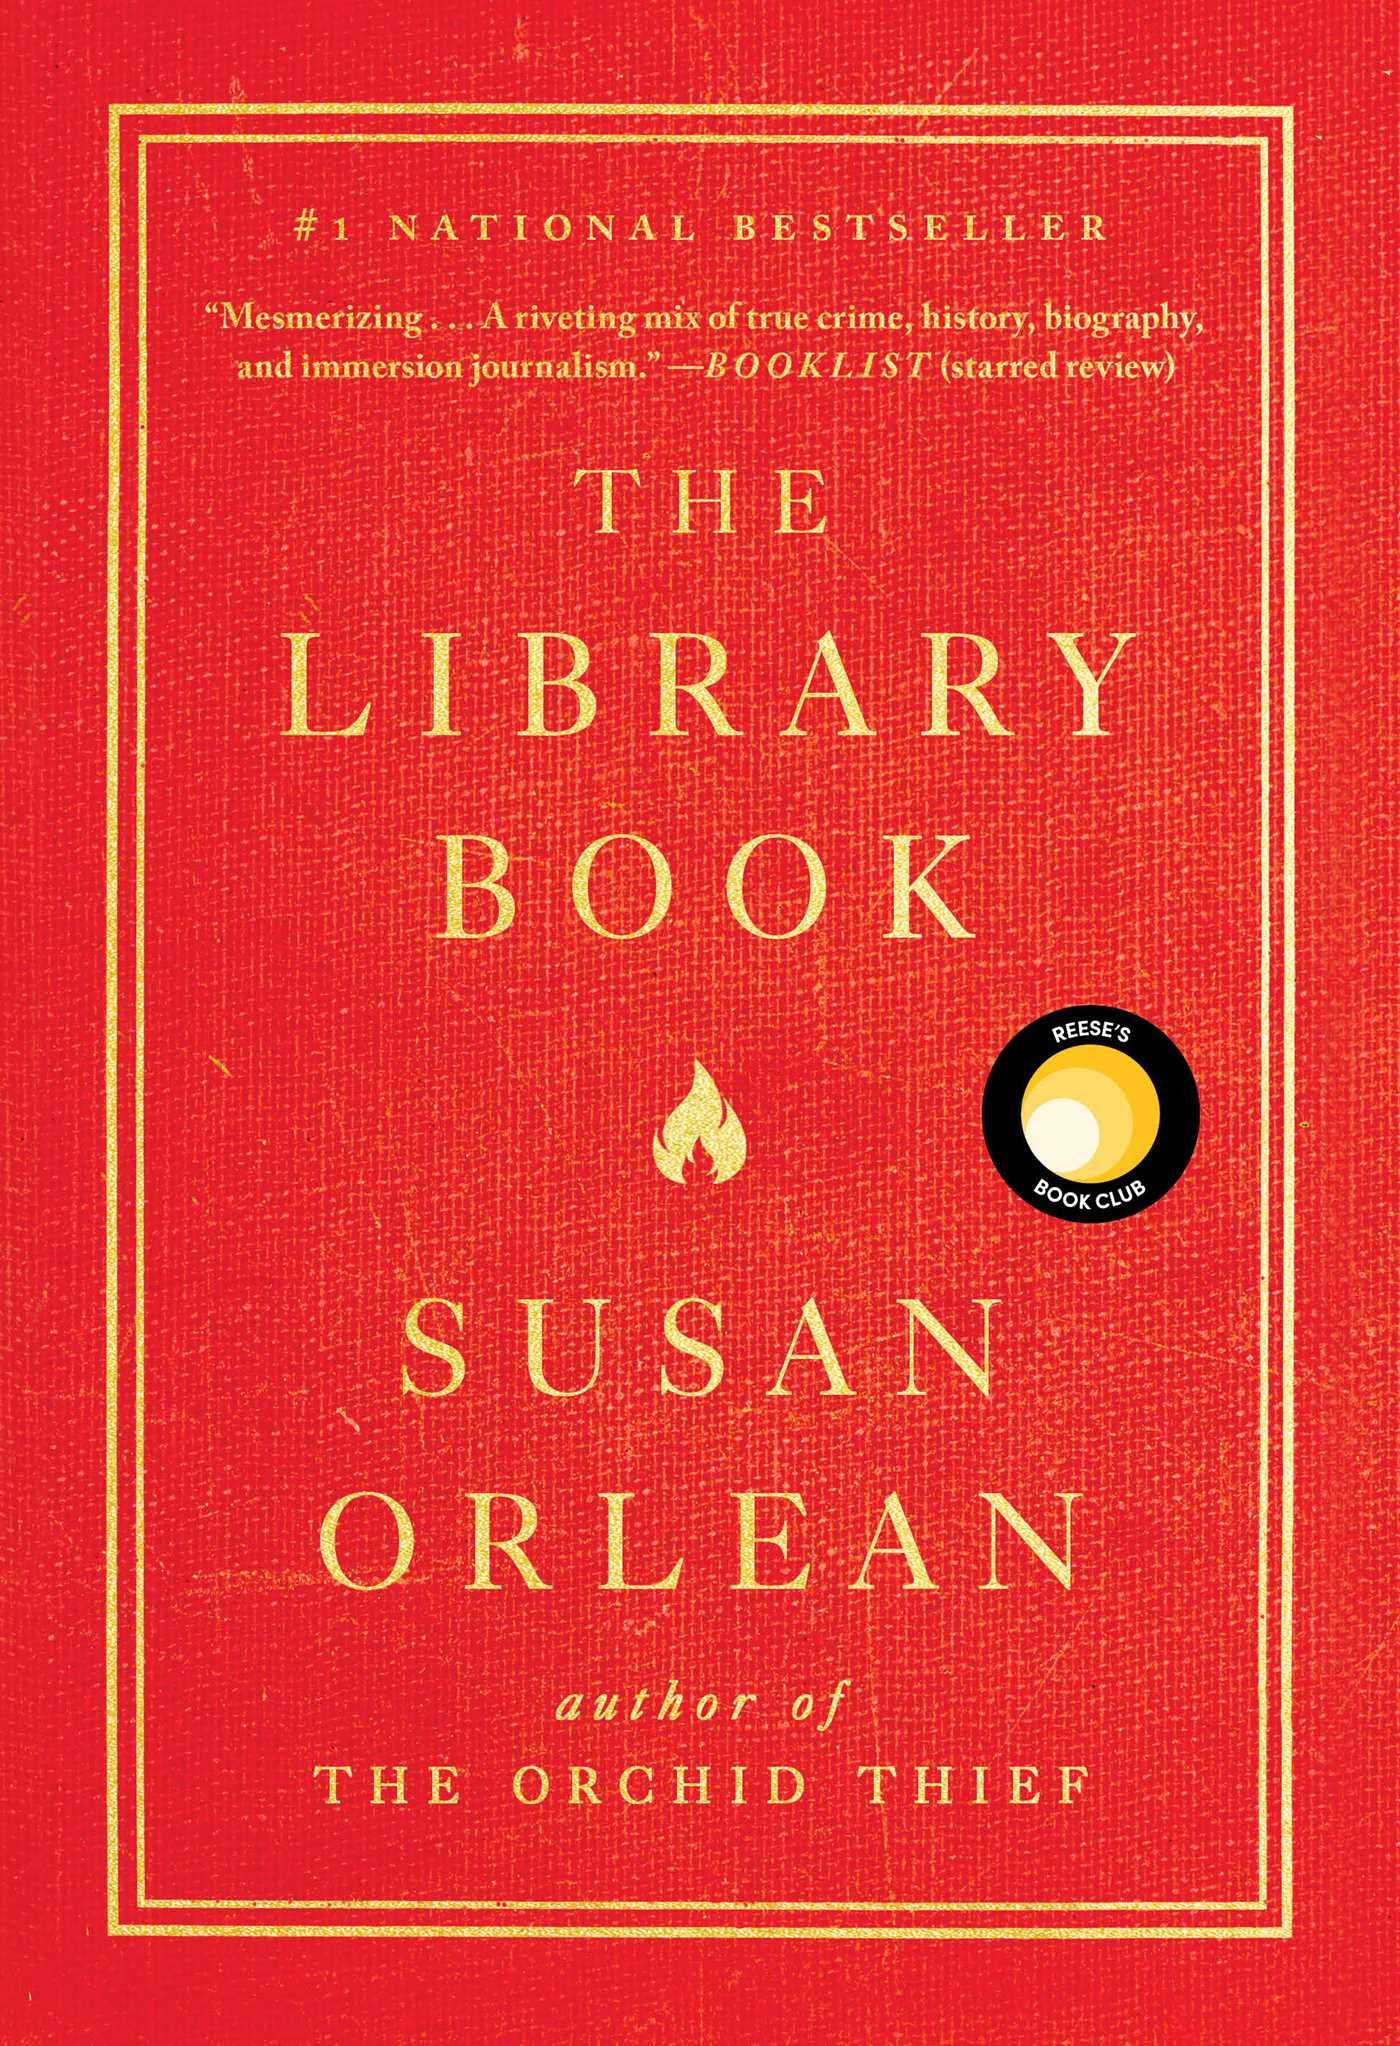 #1 NATIONAL BESTSELLER
“Mesmerizing . . . A riveting mix of true crime, history, biography,
and immersion journalism.” —BOOKLIST (starred review)
THE
LIBRARY
BOOK
REESE’S
BOOK CLUB
SUSAN
ORLEAN
author of
THE ORCHID THIEF